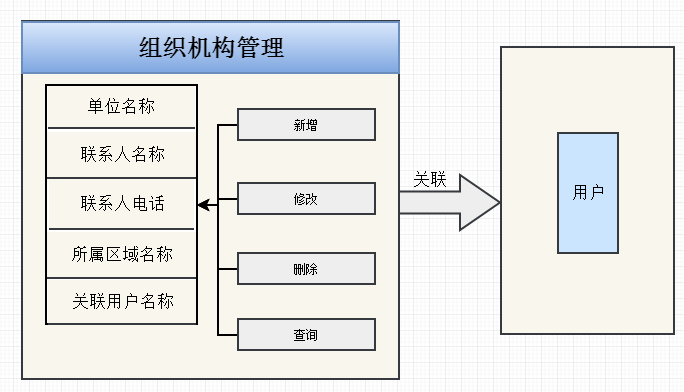 组织机构管理
单位名称
联系人名称
联系人电话
所属区域名称
关联用户名称
新增
修改
删除
查询
关联
用户